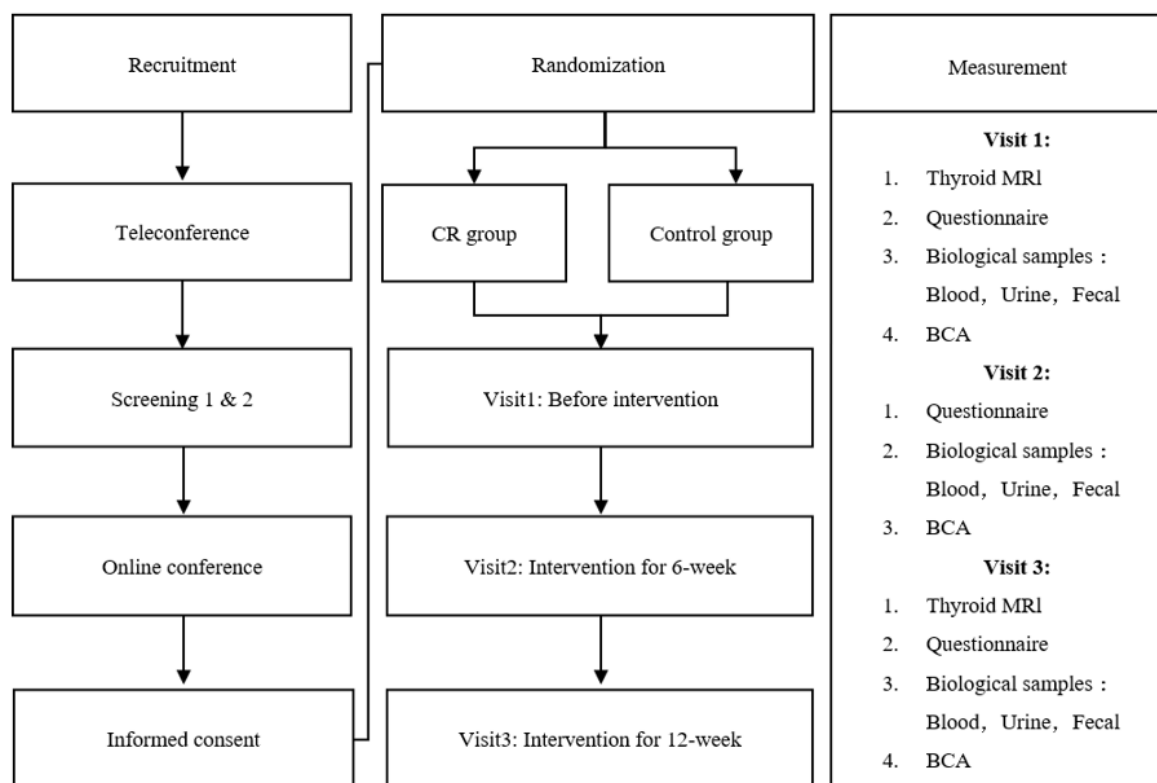 Recruitment
Teleconference
Screening 1 & 2
Online conference
Informed consent
Randomization
CR group
Control group
Visit1: Before intervention
Visit2: Intervention for 6-week
Visit3: Intervention for 12-week
Measurement
Visit 1:
1. Thyroid MRl
2. Questionnaire
3. Biological samples：
Blood，Urine，Fecal
4. BCA
Visit 2:
1. Questionnaire
2. Biological samples：
Blood，Urine，Fecal
3. BCA
Visit 3:
1. Thyroid MRl
2. Questionnaire
3. Biological samples：
Blood，Urine，Fecal
4. BCA